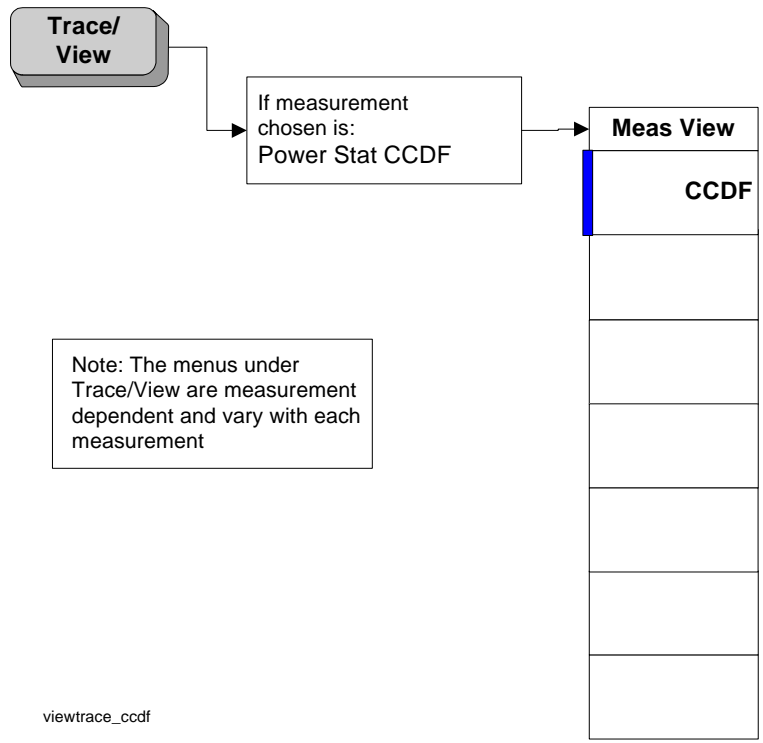 Trace/
View
If measurement
chosen is:
Power Stat CCDF
Meas View
CCDF
Note: The menus under
Trace/View are measurement
dependent and vary with each
measurement
viewtrace_ccdf